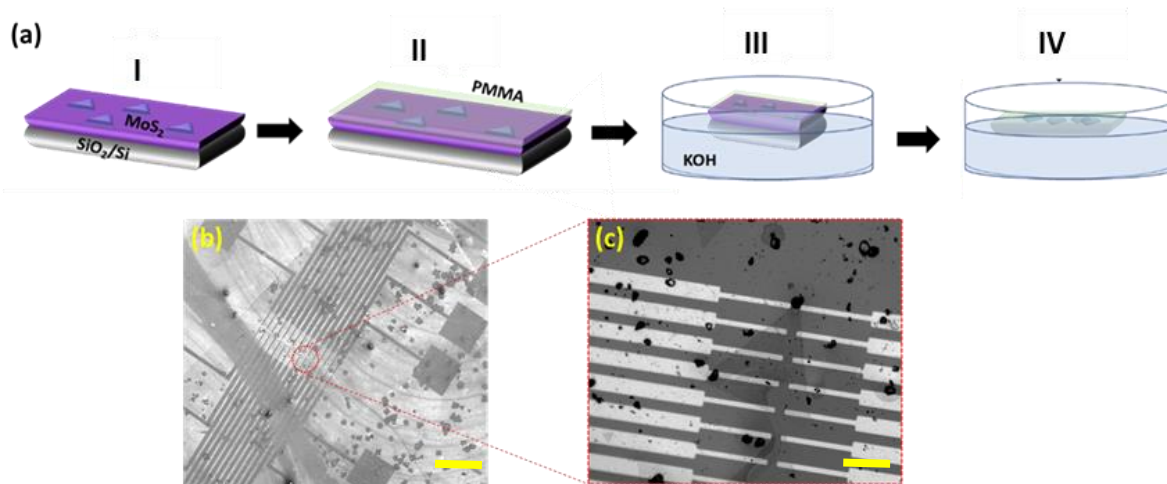 (a)
I
II
III
IV
PMMA
MoS₂
SiO₂/Si
KOH
(b)
(c)